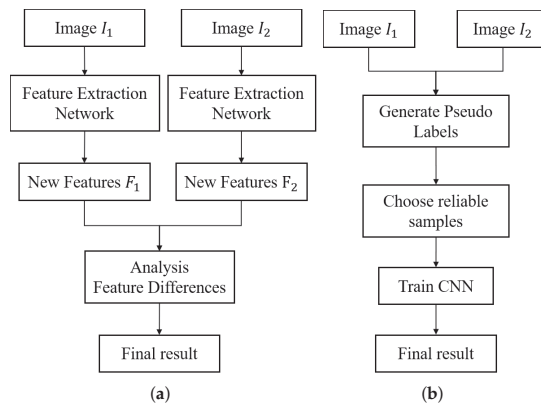 Image I₁
Image I₂
Feature Extraction
Network
Feature Extraction
Network
New Features F₁
New Features F₂
Analysis
Feature Differences
Final result
(a)
Image I₁
Image I₂
Generate Pseudo
Labels
Choose reliable
samples
Train CNN
Final result
(b)